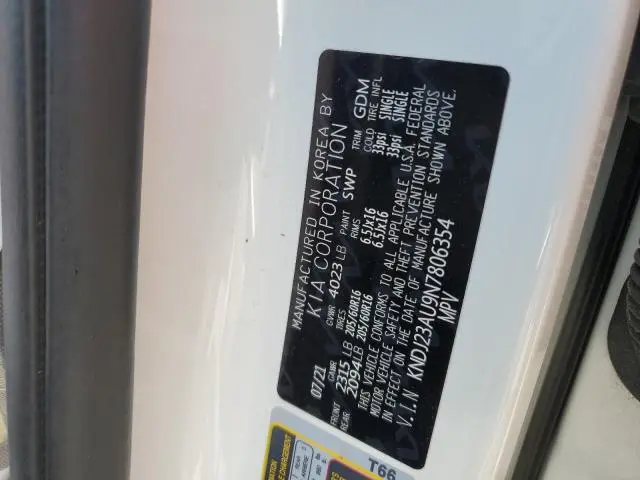 MANUFACTURED IN KOREA BY
KIA CORPORATION
07/21 GVWR 4023 LB PAINT SWP TRIM GDM
GAWR TIRES RIMS COLD TIRE INFL
FRONT 2315 LB 205/60R16 6.5Jx16 33psi SINGLE
REAR 2094LB 205/60R16 6.5Jx16 33psi SINGLE
THIS VEHICLE CONFORMS TO ALL APPLICABLE U.S.A. FEDERAL
MOTOR VEHICLE SAFETY AND THEFT PREVENTION STANDARDS
IN EFFECT ON THE DATE OF MANUFACTURE SHOWN ABOVE.
V.I.N KNDJ23AU9N7806354
MPV
T66